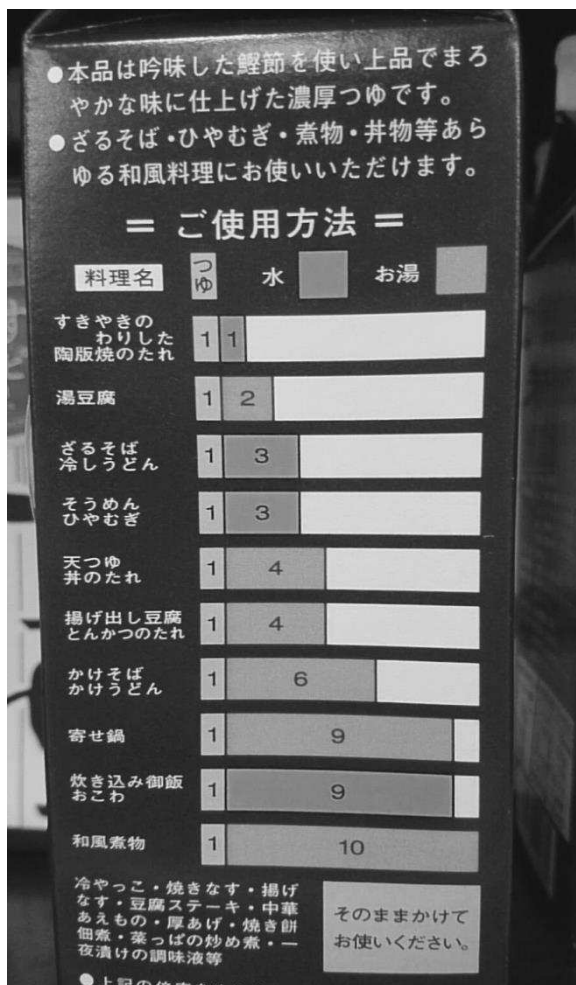 ●本品は吟味した鰹節を使い上品でまろ
やかな味に仕上げた濃厚つゆです。
●ざるそば・ひやむぎ・煮物・丼物等あら
ゆる和風料理にお使いいただけます。
= ご使用方法 =
料理名 つゆ 水 お湯
すきやきの
わりした
陶版焼のたれ 1 1
湯豆腐 1 2
ざるそば
冷しうどん 1 3
そうめん
ひやむぎ 1 3
天つゆ
丼のたれ 1 4
揚げ出し豆腐
とんかつのたれ 1 4
かけそば
かけうどん 1 6
寄せ鍋 1 9
炊き込み御飯
おこわ 1 9
和風煮物 1 10
冷やっこ・焼きなす・揚げ
なす・豆腐ステーキ・中華
あえもの・厚あげ・焼き餅
佃煮・菜っぱの炒め煮・一
夜漬けの調味液等
そのままかけて
お使いください。